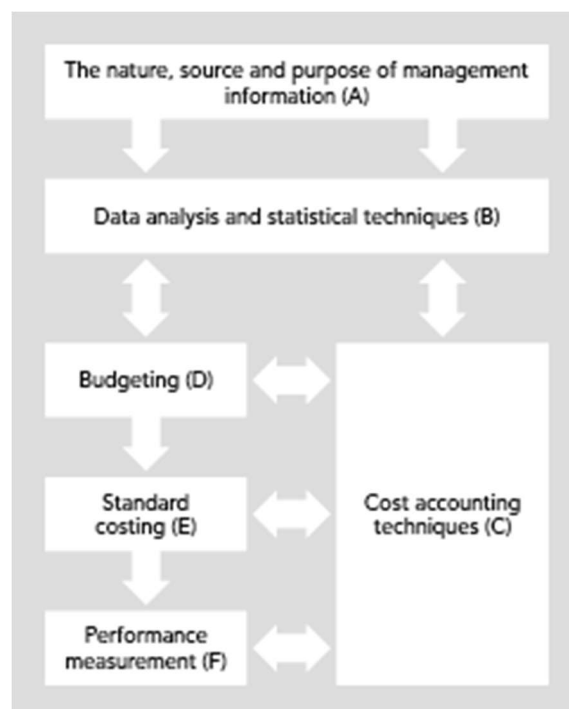 The nature, source and purpose of management
information (A)
Data analysis and statistical techniques (B)
Budgeting (D)
Standard
costing (E)
Cost accounting
techniques (C)
Performance
measurement (F)